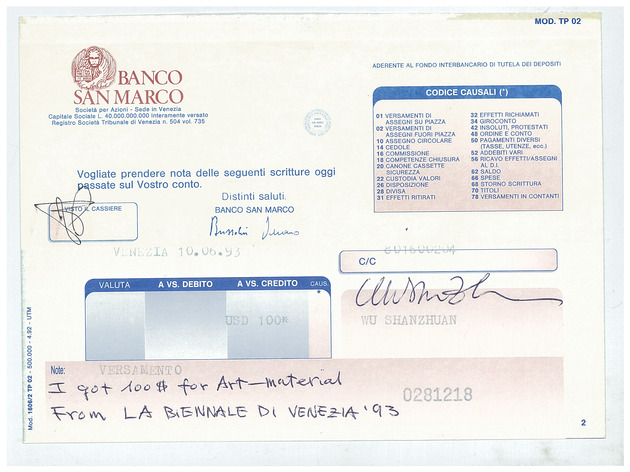 MOD. TP 02
ADERENTE AL FONDO INTERBANCARIO DI TUTELA DEI DEPOSITI
BANCO
SAN MARCO
Società per Azioni - Sede in Venezia
Capitale Sociale L. 40.000.000.000 interamente versato
Registro Società Tribunale di Venezia n. 504 vol. 735
CODICE CAUSALI (*)
01 VERSAMENTI DI
ASSEGNI SU PIAZZA
02 VERSAMENTI DI
ASSEGNI FUORI PIAZZA
10 ASSEGNO CIRCOLARE
14 CEDOLE
16 COMMISSIONE
18 COMPETENZE CHIUSURA
20 CANONE CASSETTE
SICUREZZA
22 CUSTODIA VALORI
26 DISPOSIZIONE
28 DIVISA
31 EFFETTI RITIRATI
32 EFFETTI RICHIAMATI
34 GIROCONTO
42 INSOLUTI, PROTESTATI
48 ORDINE E CONTO
50 PAGAMENTI DIVERSI
(TASSE, UTENZE, ecc.)
52 ADDEBITI VARI
56 RICAVO EFFETTI/ASSEGNI
AL D.I.
62 SALDO
66 SPESE
68 STORNO SCRITTURA
70 TITOLI
78 VERSAMENTI IN CONTANTI
Vogliate prendere nota delle seguenti scritture oggi
passate sul Vostro conto.
Distinti saluti.
BANCO SAN MARCO
VISTO IL CASSIERE
VENEZIA 10.06.93
C/C
VALUTA A VS. DEBITO A VS. CREDITO CAUS.
*
USD 100*
WU SHANZHUAN
Note: VERSAMENTO
I got 100$ for Art-material
From LA BIENNALE DI VENEZIA '93
0281218
2
Mod. 1606/2 TP 02 - 500.000 - 4.92 - UTM